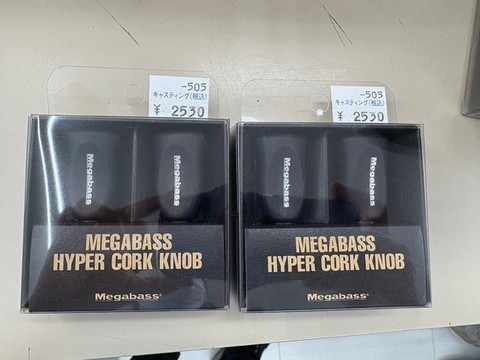 -505
キャスティング(税込)
¥ 2530
Megabass
Megabass
MEGABASS
HYPER CORK KNOB
Megabass
-505
キャスティング(税込)
¥ 2530
Megabass
Megabass
MEGABASS
HYPER CORK KNOB
Megabass